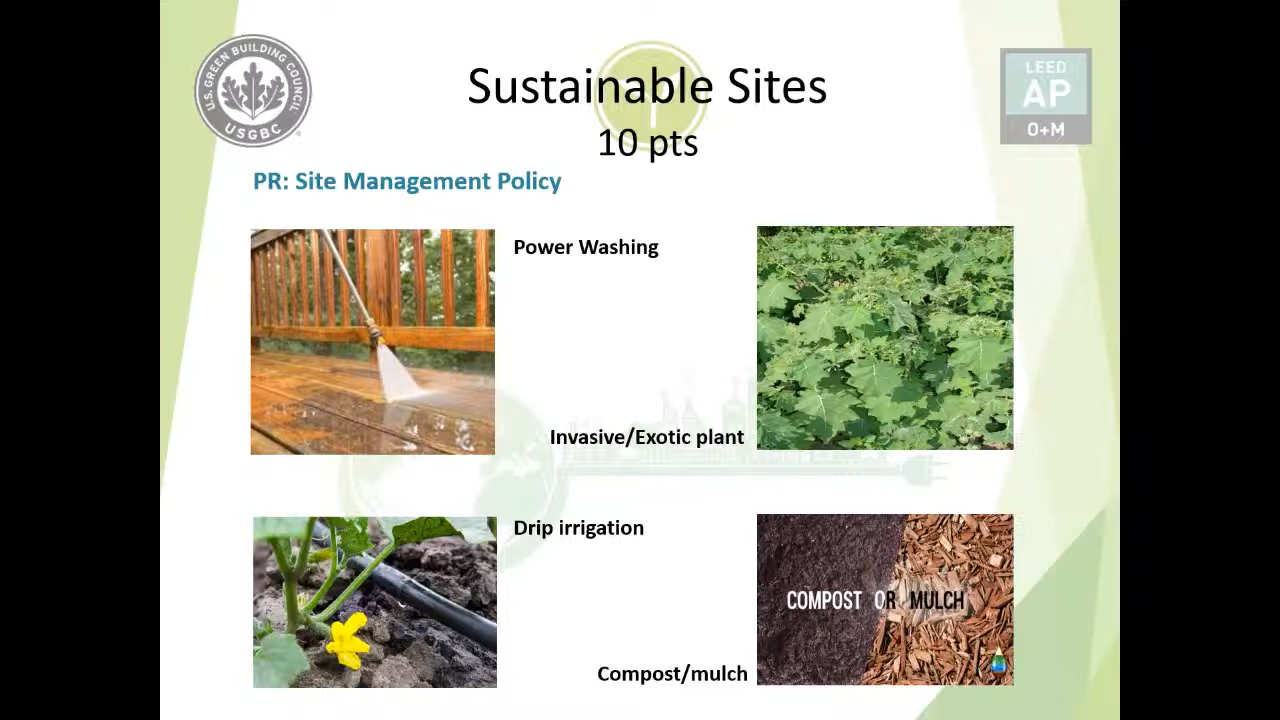 U.S. GREEN BUILDING COUNCIL
USGBC
Sustainable Sites
10 pts
LEED
AP
O+M
PR: Site Management Policy
Power Washing
Invasive/Exotic plant
Drip irrigation
COMPOST OR MULCH
Compost/mulch